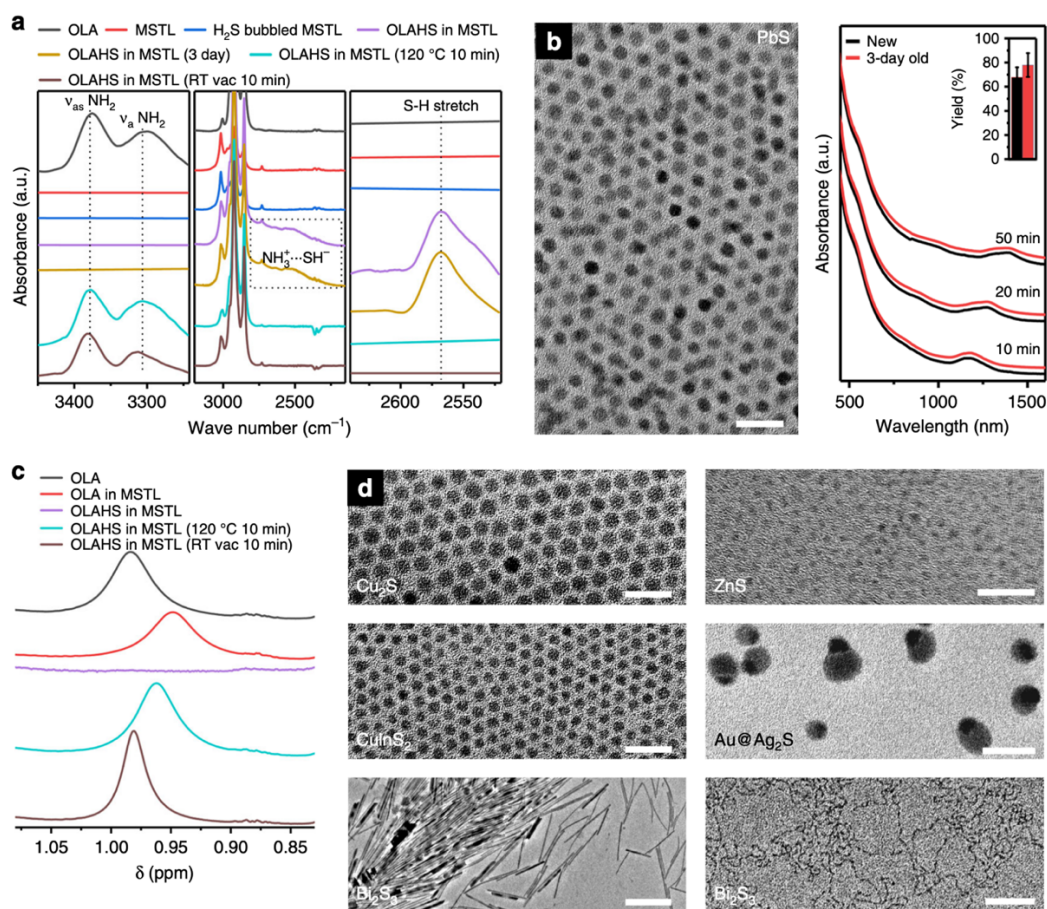 a
OLA
MSTL
H₂S bubbled MSTL
OLAHS in MSTL
OLAHS in MSTL (3 day)
OLAHS in MSTL (120 °C 10 min)
OLAHS in MSTL (RT vac 10 min)
νas NH₂
νa NH₂
S-H stretch
NH₃⁺···SH⁻
Absorbance (a.u.)
3400
3300
3000
2500
2600
2550
Wave number (cm⁻¹)
b
PbS
New
3-day old
Yield (%)
100
80
60
40
20
0
50 min
20 min
10 min
Absorbance (a.u.)
500
1000
1500
Wavelength (nm)
c
OLA
OLA in MSTL
OLAHS in MSTL
OLAHS in MSTL (120 °C 10 min)
OLAHS in MSTL (RT vac 10 min)
1.05
1.00
0.95
0.90
0.85
δ (ppm)
d
Cu₂S
ZnS
CuInS₂
Au@Ag₂S
Bi₂S₃
Bi₂S₃